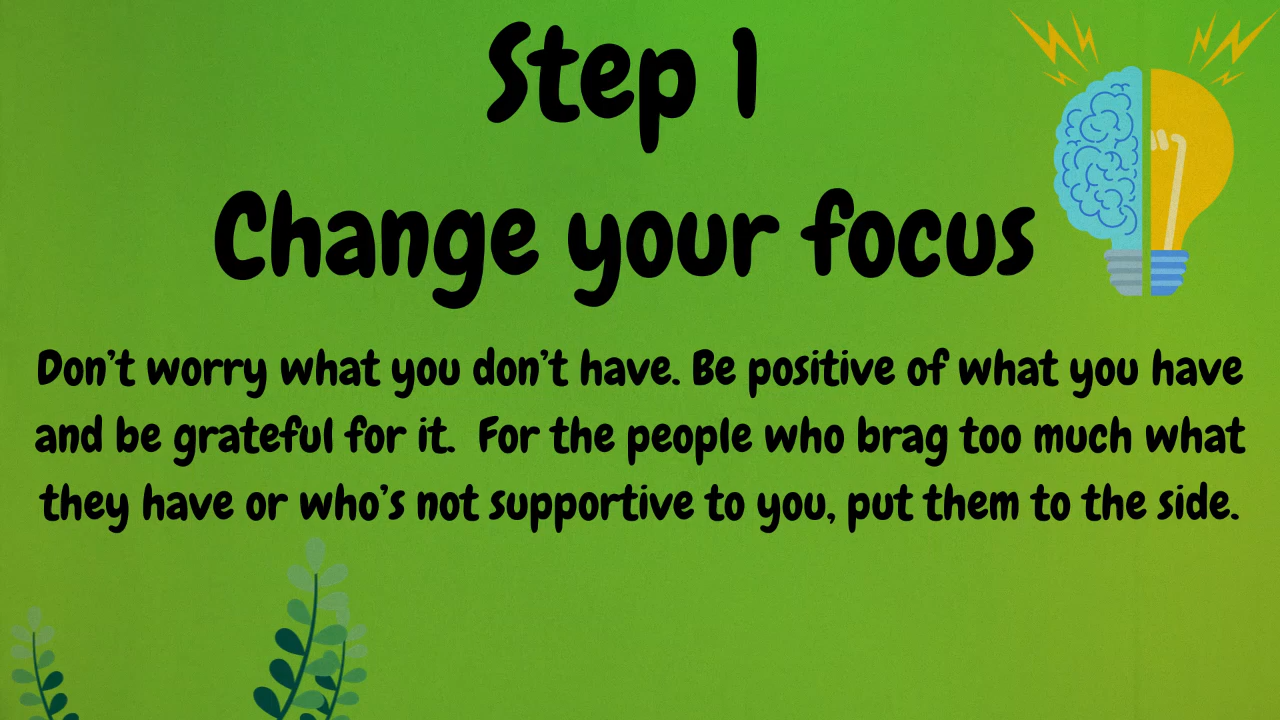 Step 1
Change your focus
Don't worry what you don't have. Be positive of what you have
and be grateful for it.  For the people who brag too much what
they have or who's not supportive to you, put them to the side.